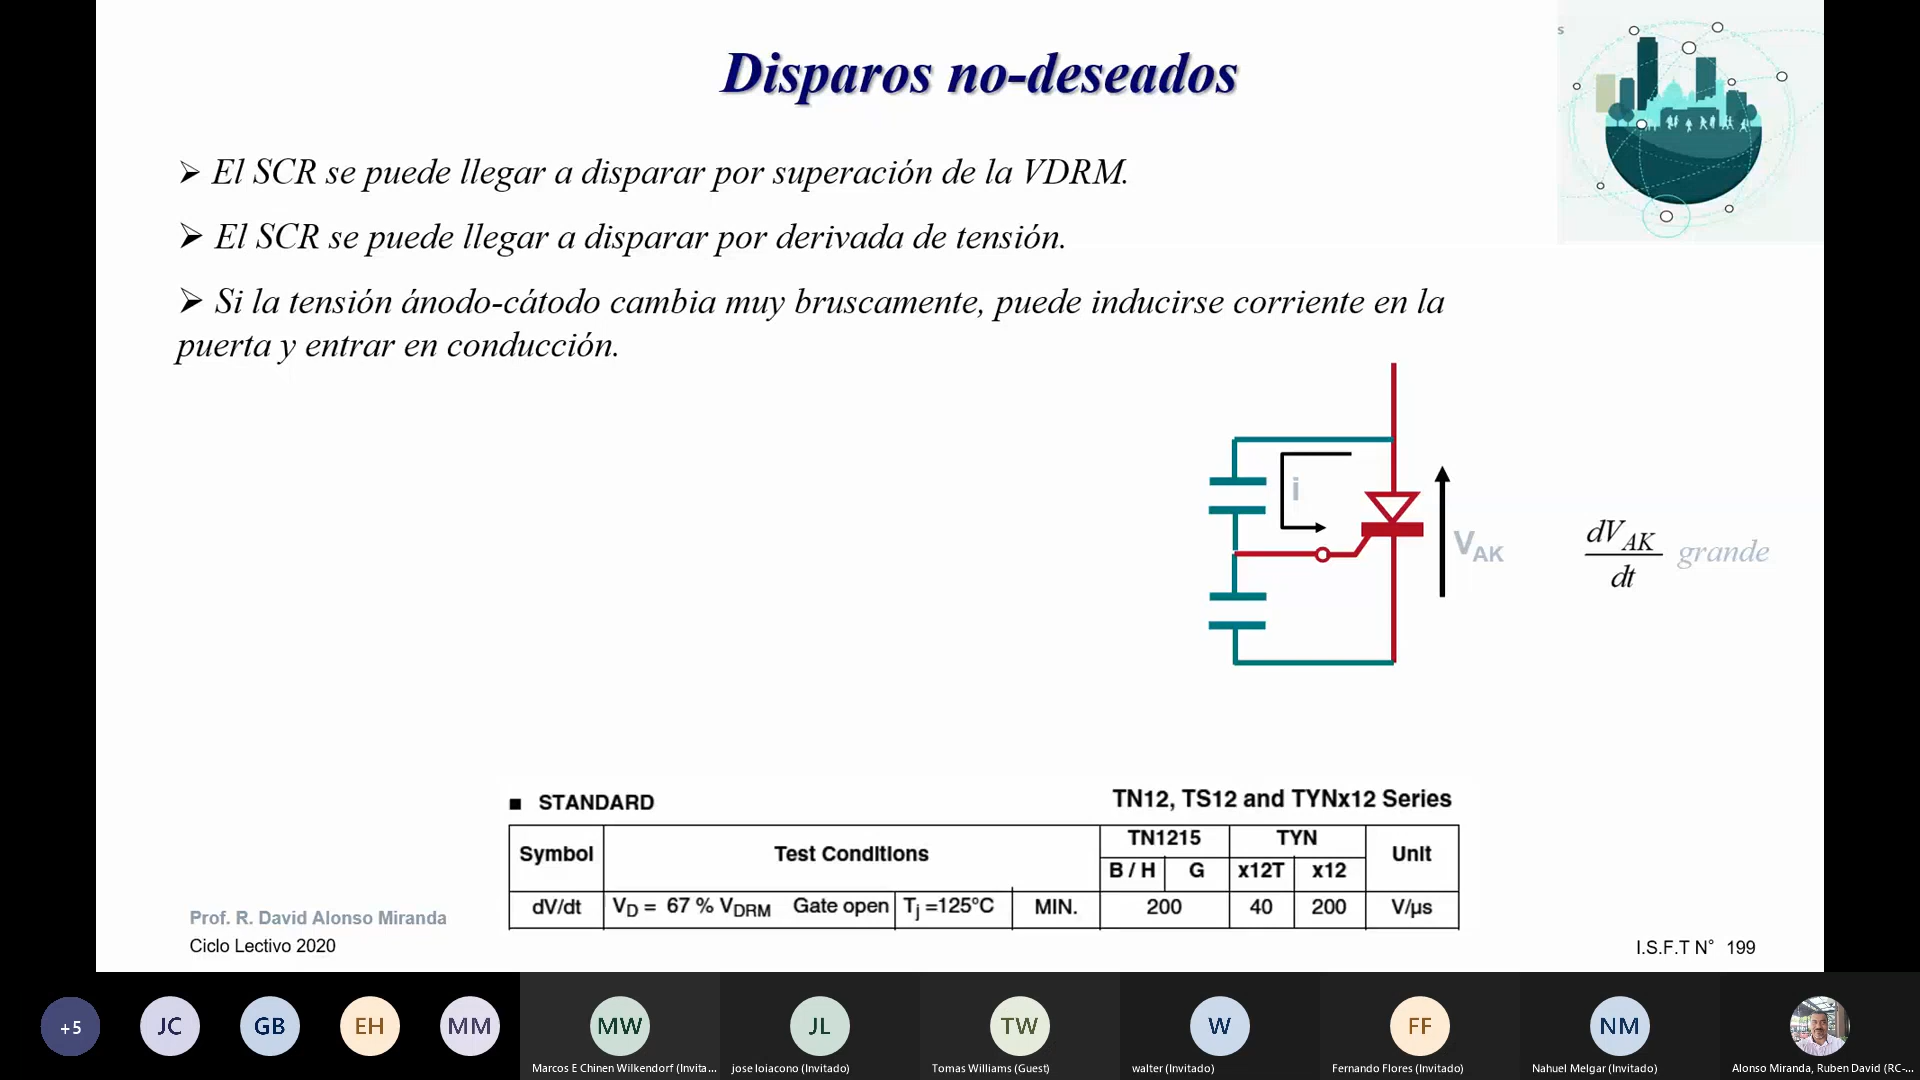 s
Disparos no-deseados
➢ El SCR se puede llegar a disparar por superación de la VDRM.
➢ El SCR se puede llegar a disparar por derivada de tensión.
➢ Si la tensión ánodo-cátodo cambia muy bruscamente, puede inducirse corriente en la
puerta y entrar en conducción.
i
VAK
dVAK
dt
grande
■ STANDARD
TN12, TS12 and TYNx12 Series
Symbol Test Conditions TN1215 TYN Unit
B / H G x12T x12
dV/dt VD = 67 % VDRM Gate open Tj =125°C MIN. 200 40 200 V/µs
Prof. R. David Alonso Miranda
Ciclo Lectivo 2020
I.S.F.T N° 199
+5 JC GB EH MM MW JL TW W FF NM
Marcos E Chinen Wilkendorf (Invita... jose loiacono (Invitado) Tomas Williams (Guest) walter (Invitado) Fernando Flores (Invitado) Nahuel Melgar (Invitado) Alonso Miranda, Ruben David (RC-...